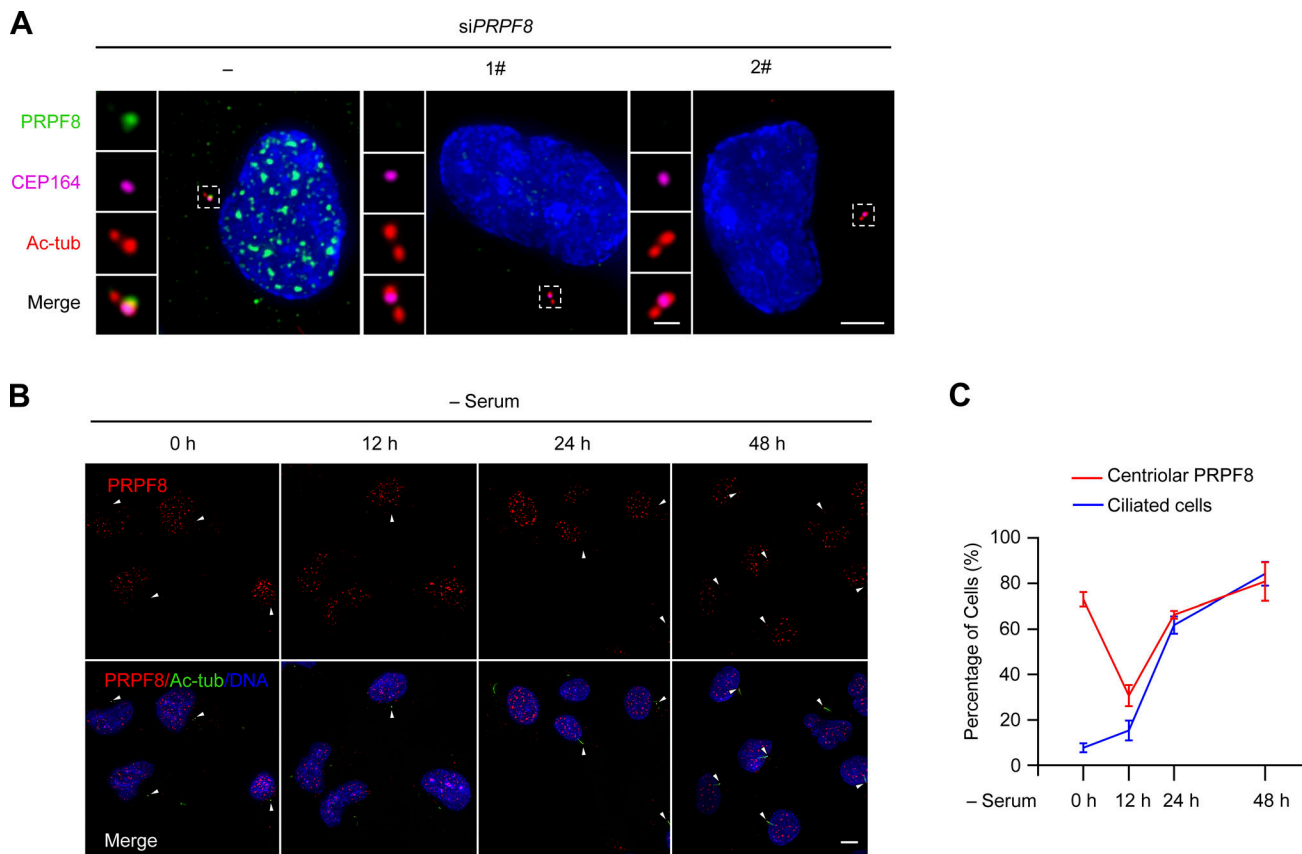 A
siPRPF8
– 1# 2#
PRPF8
CEP164
Ac-tub
Merge
B
– Serum
0 h 12 h 24 h 48 h
PRPF8
PRPF8/Ac-tub/DNA
Merge
C
Centriolar PRPF8
Ciliated cells
Percentage of Cells (%)
100
80
60
40
20
0
– Serum 0 h 12 h 24 h 48 h